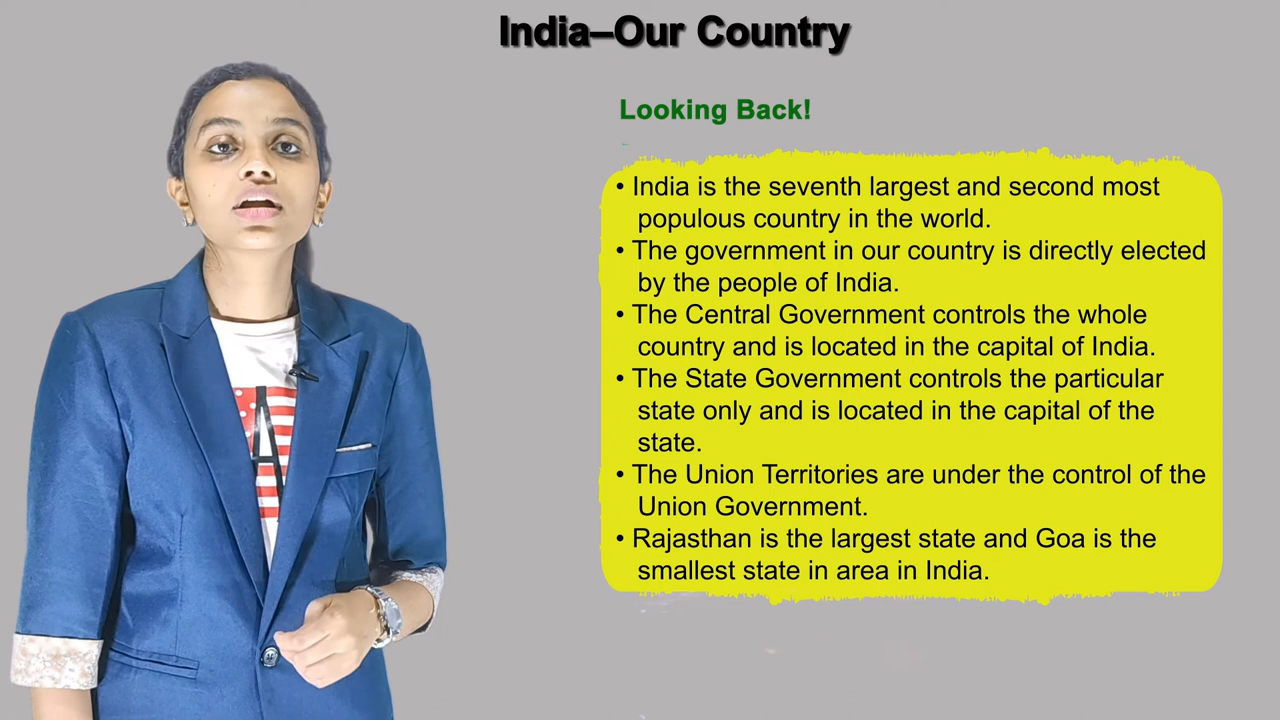 India–Our Country
Looking Back!
• India is the seventh largest and second most
populous country in the world.
• The government in our country is directly elected
by the people of India.
• The Central Government controls the whole
country and is located in the capital of India.
• The State Government controls the particular
state only and is located in the capital of the
state.
• The Union Territories are under the control of the
Union Government.
• Rajasthan is the largest state and Goa is the
smallest state in area in India.